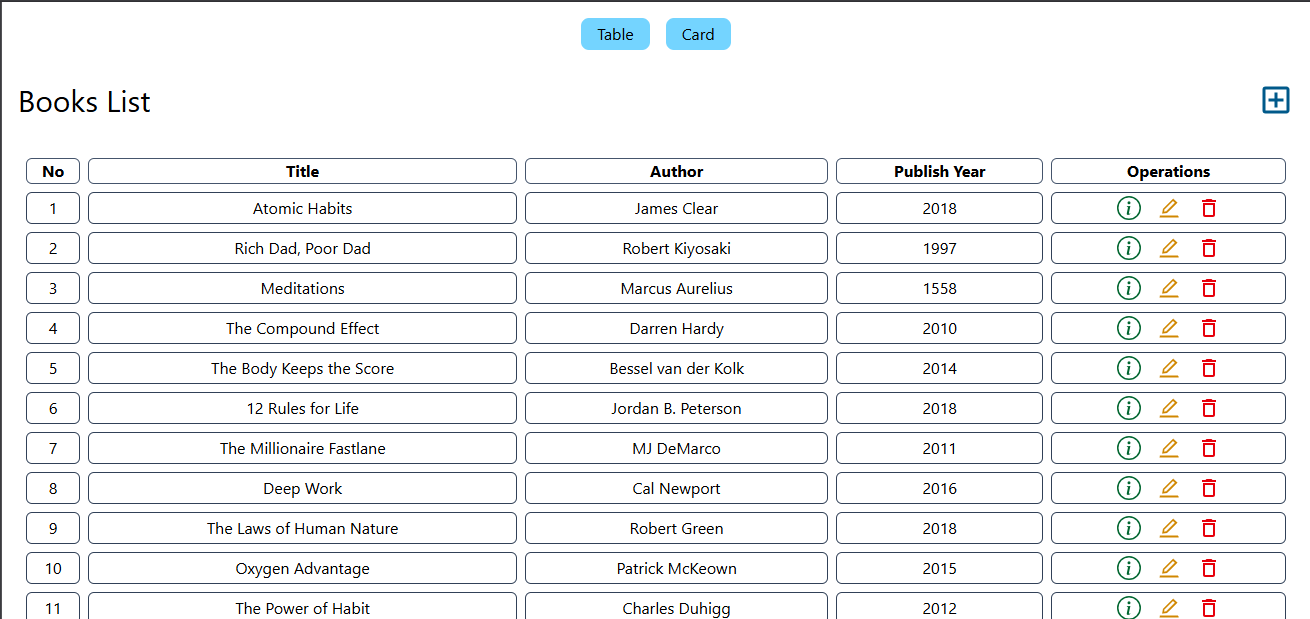 Table Card
Books List
No Title Author Publish Year Operations
1 Atomic Habits James Clear 2018
2 Rich Dad, Poor Dad Robert Kiyosaki 1997
3 Meditations Marcus Aurelius 1558
4 The Compound Effect Darren Hardy 2010
5 The Body Keeps the Score Bessel van der Kolk 2014
6 12 Rules for Life Jordan B. Peterson 2018
7 The Millionaire Fastlane MJ DeMarco 2011
8 Deep Work Cal Newport 2016
9 The Laws of Human Nature Robert Green 2018
10 Oxygen Advantage Patrick McKeown 2015
11 The Power of Habit Charles Duhigg 2012